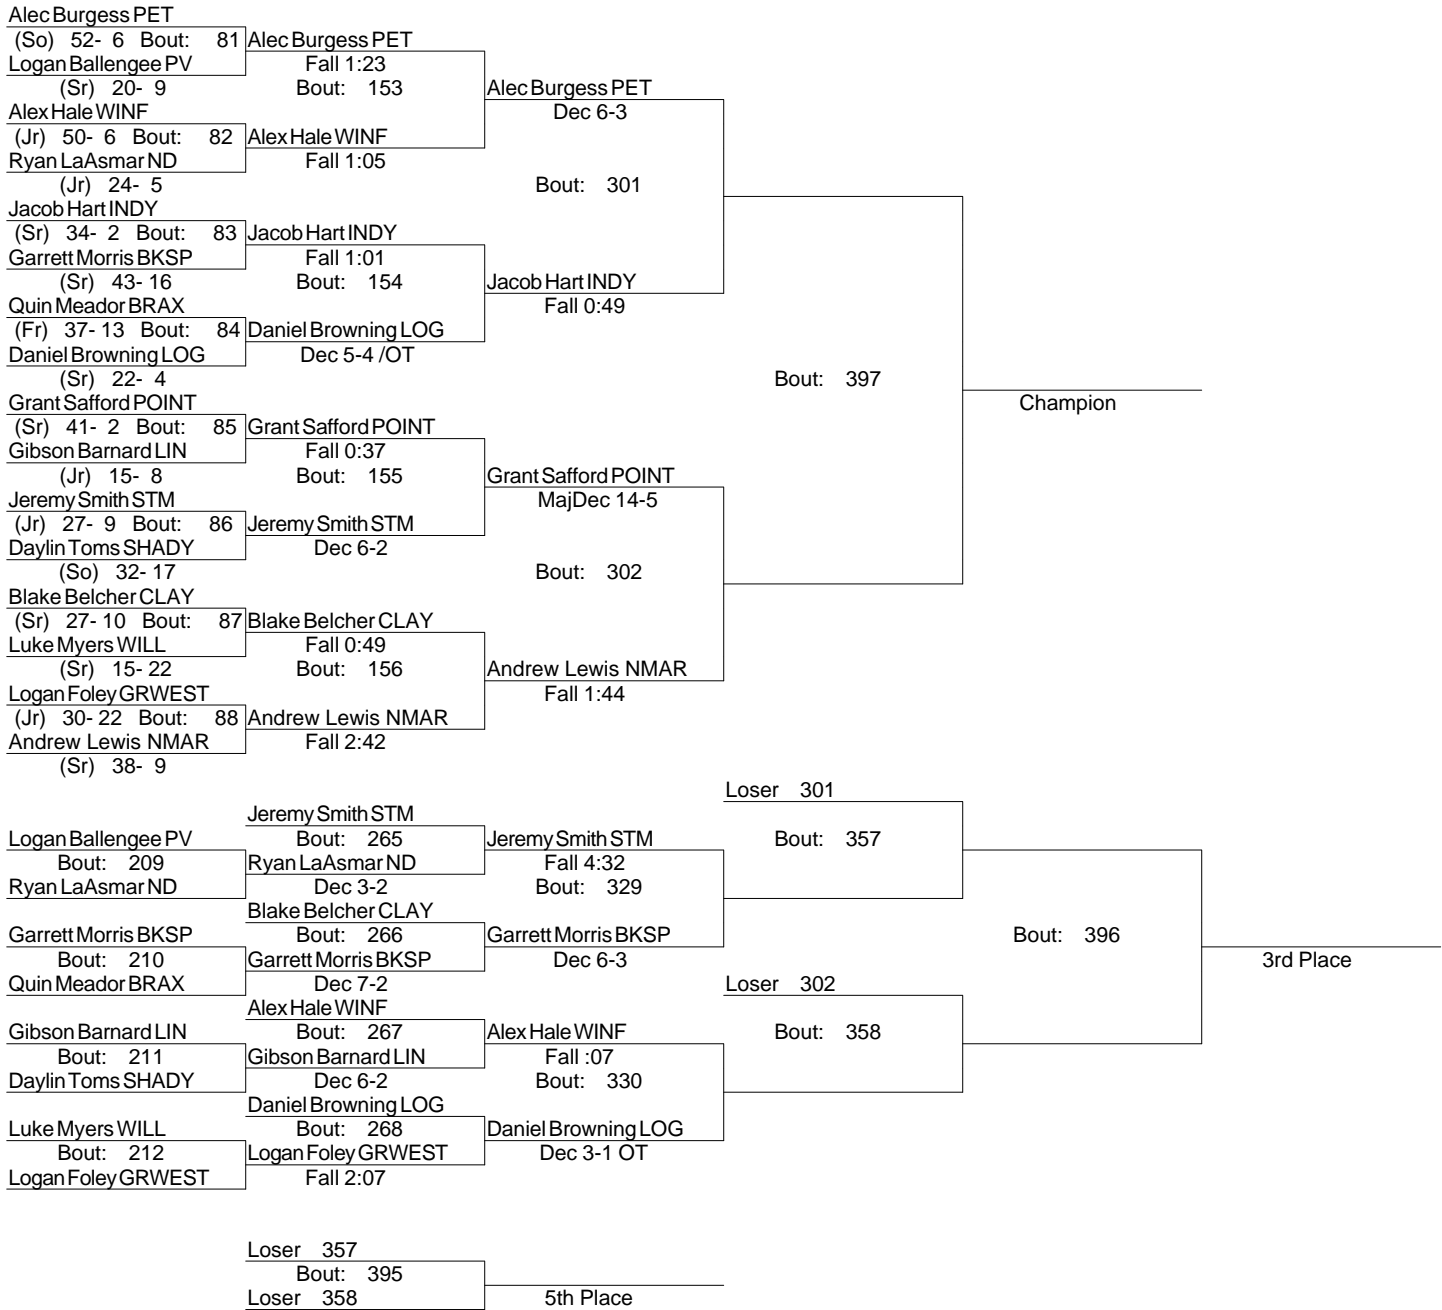 Alec Burgess PET
(So) 52- 6 Bout: 81 Alec Burgess PET
Logan Ballengee PV Fall 1:23
(Sr) 20- 9 Bout: 153 Alec Burgess PET
Alex Hale WINF Dec 6-3
(Jr) 50- 6 Bout: 82 Alex Hale WINF
Ryan LaAsmar ND Fall 1:05
(Jr) 24- 5 Bout: 301
Jacob Hart INDY
(Sr) 34- 2 Bout: 83 Jacob Hart INDY
Garrett Morris BKSP Fall 1:01
(Sr) 43- 16 Bout: 154 Jacob Hart INDY
Quin Meador BRAX Fall 0:49
(Fr) 37- 13 Bout: 84 Daniel Browning LOG
Daniel Browning LOG Dec 5-4 /OT
(Sr) 22- 4 Bout: 397
Grant Safford POINT Champion
(Sr) 41- 2 Bout: 85 Grant Safford POINT
Gibson Barnard LIN Fall 0:37
(Jr) 15- 8 Bout: 155 Grant Safford POINT
Jeremy Smith STM MajDec 14-5
(Jr) 27- 9 Bout: 86 Jeremy Smith STM
Daylin Toms SHADY Dec 6-2
(So) 32- 17 Bout: 302
Blake Belcher CLAY
(Sr) 27- 10 Bout: 87 Blake Belcher CLAY
Luke Myers WILL Fall 0:49
(Sr) 15- 22 Bout: 156 Andrew Lewis NMAR
Logan Foley GRWEST Fall 1:44
(Jr) 30- 22 Bout: 88 Andrew Lewis NMAR
Andrew Lewis NMAR Fall 2:42
(Sr) 38- 9
Loser 301
Jeremy Smith STM
Logan Ballengee PV Bout: 265 Jeremy Smith STM Bout: 357
Bout: 209 Ryan LaAsmar ND Fall 4:32
Ryan LaAsmar ND Dec 3-2 Bout: 329
Blake Belcher CLAY
Garrett Morris BKSP Bout: 266 Garrett Morris BKSP Bout: 396
Bout: 210 Garrett Morris BKSP Dec 6-3 3rd Place
Quin Meador BRAX Dec 7-2 Loser 302
Alex Hale WINF
Gibson Barnard LIN Bout: 267 Alex Hale WINF Bout: 358
Bout: 211 Gibson Barnard LIN Fall :07
Daylin Toms SHADY Dec 6-2 Bout: 330
Daniel Browning LOG
Luke Myers WILL Bout: 268 Daniel Browning LOG
Bout: 212 Logan Foley GRWEST Dec 3-1 OT
Logan Foley GRWEST Fall 2:07
Loser 357
Bout: 395
Loser 358 5th Place